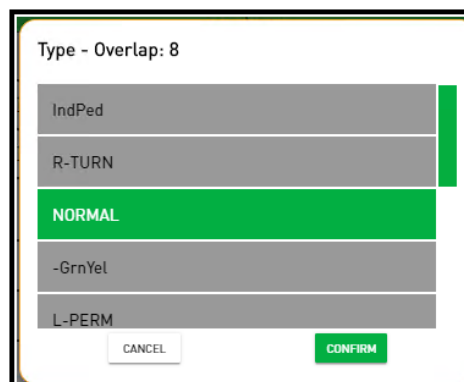 Type - Overlap: 8
IndPed
R-TURN
NORMAL
-GrnYel
L-PERM
CANCEL
CONFIRM